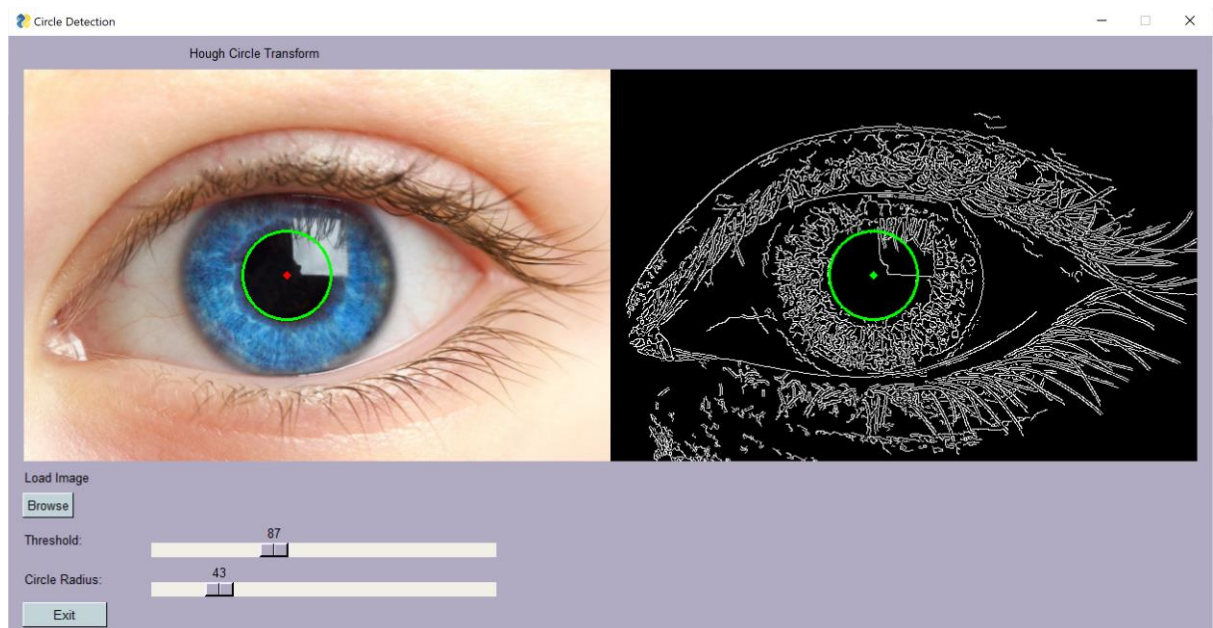 Circle Detection
Hough Circle Transform
Load Image
Browse
Threshold:
87
Circle Radius:
43
Exit